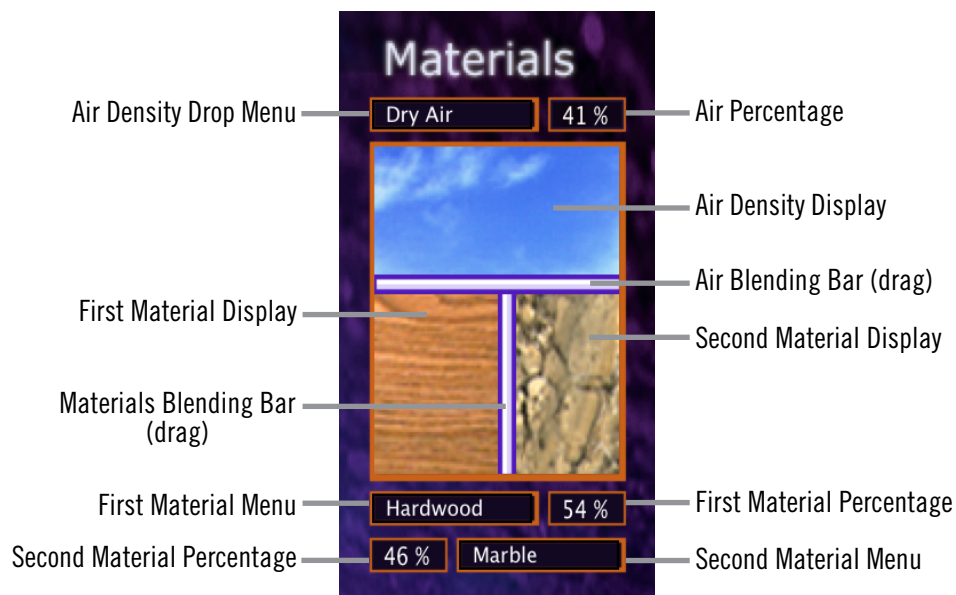 Materials
Air Density Drop Menu
Dry Air
41 %
Air Percentage
Air Density Display
Air Blending Bar (drag)
First Material Display
Second Material Display
Materials Blending Bar
(drag)
First Material Menu
Hardwood
54 %
First Material Percentage
Second Material Percentage
46 %
Marble
Second Material Menu